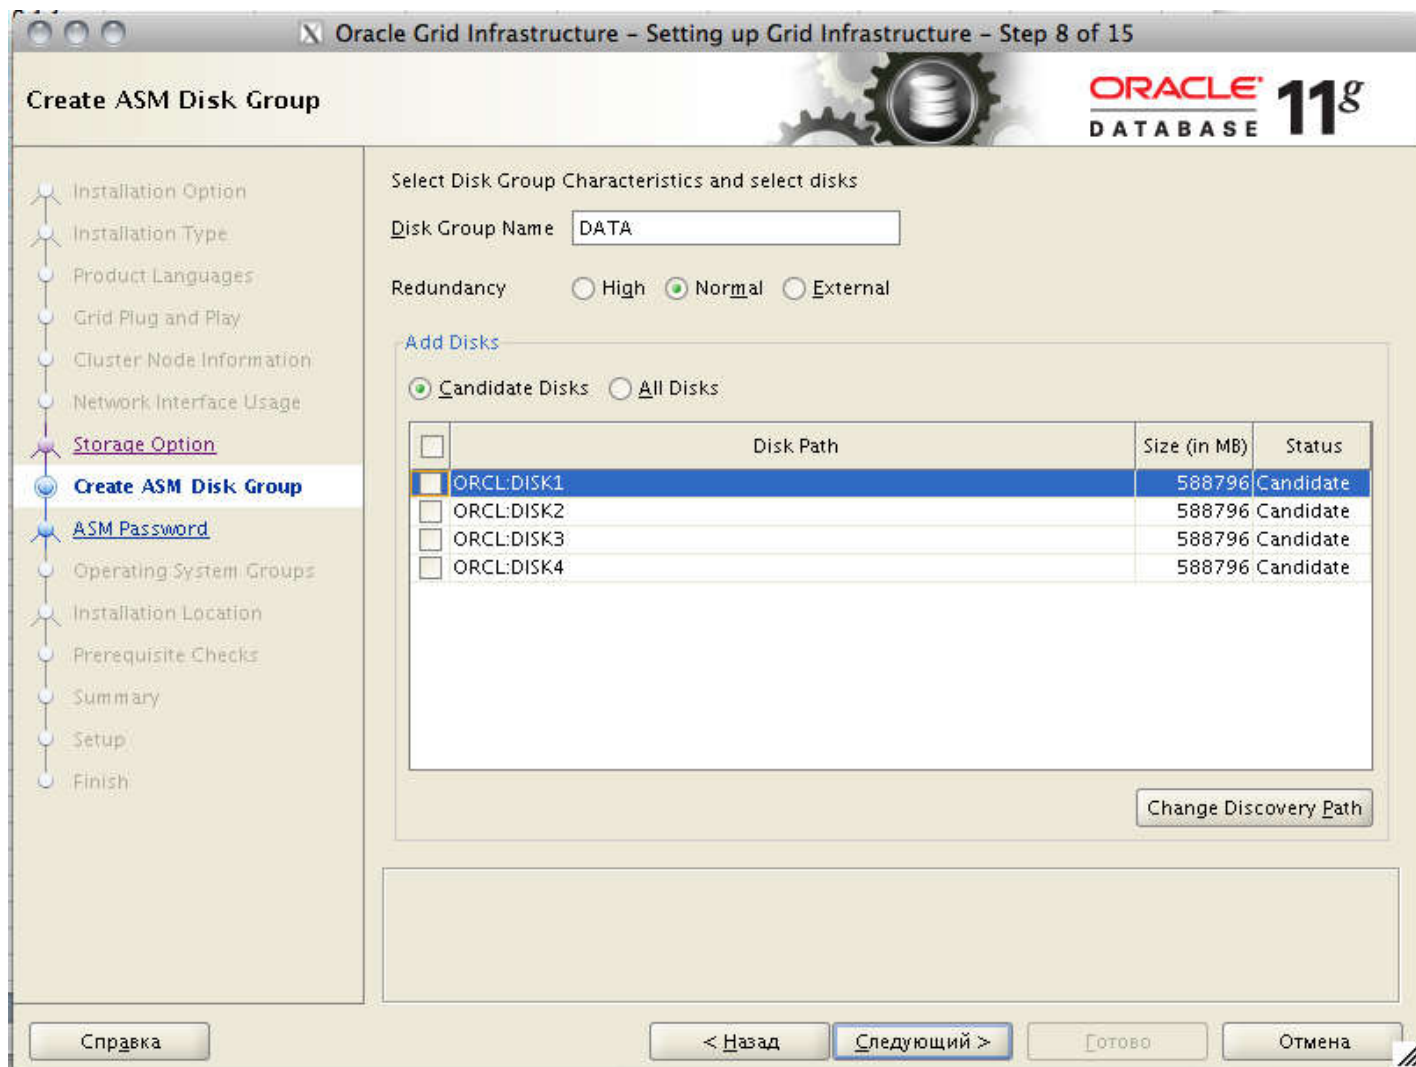 Oracle Grid Infrastructure – Setting up Grid Infrastructure – Step 8 of 15
Create ASM Disk Group
ORACLE
DATABASE
11g
Installation Option
Installation Type
Product Languages
Grid Plug and Play
Cluster Node Information
Network Interface Usage
Storage Option
Create ASM Disk Group
ASM Password
Operating System Groups
Installation Location
Prerequisite Checks
Summary
Setup
Finish
Select Disk Group Characteristics and select disks
Disk Group Name DATA
Redundancy High Normal External
Add Disks
Candidate Disks All Disks
Disk Path Size (in MB) Status
ORCL:DISK1 588796 Candidate
ORCL:DISK2 588796 Candidate
ORCL:DISK3 588796 Candidate
ORCL:DISK4 588796 Candidate
Change Discovery Path
Справка < Назад Следующий > Готово Отмена